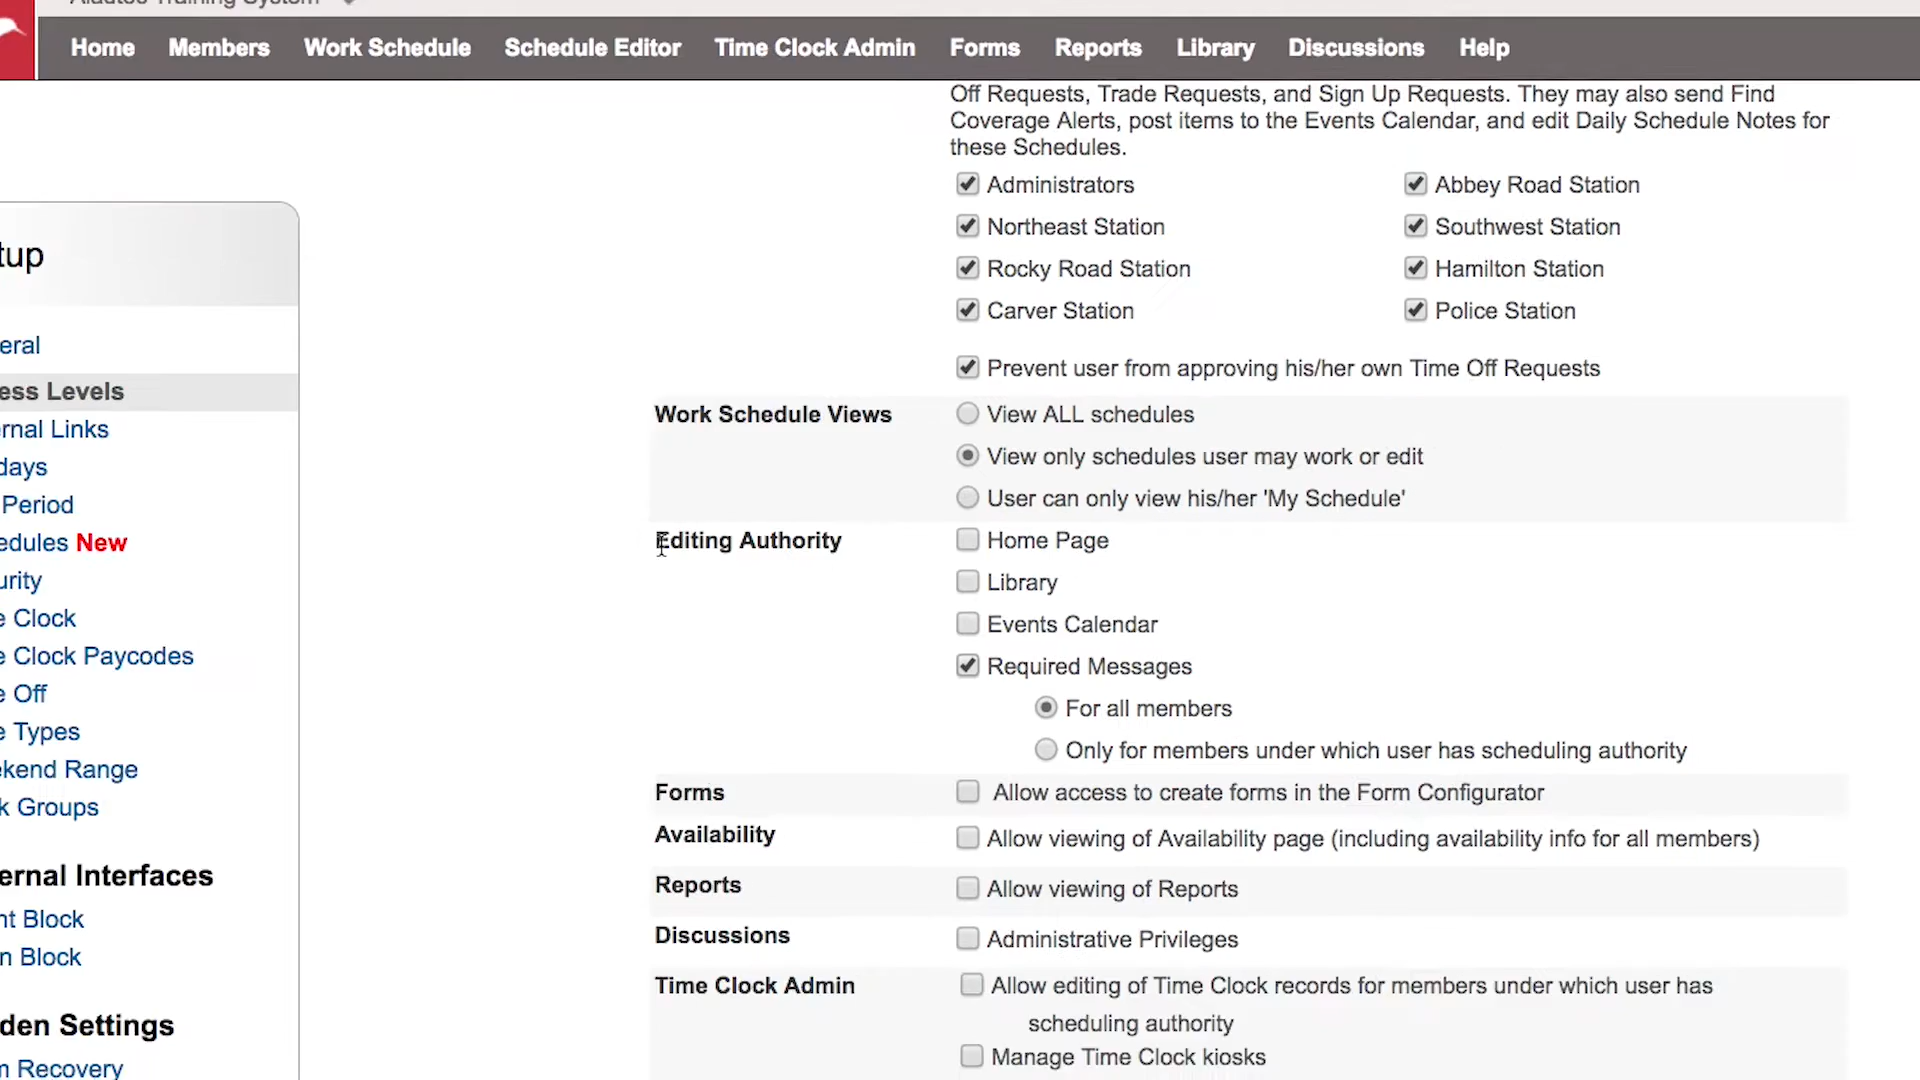 Aladtec Training System
Home Members Work Schedule Schedule Editor Time Clock Admin Forms Reports Library Discussions Help
Off Requests, Trade Requests, and Sign Up Requests. They may also send Find
Coverage Alerts, post items to the Events Calendar, and edit Daily Schedule Notes for
these Schedules.
Administrators Abbey Road Station
Northeast Station Southwest Station
Rocky Road Station Hamilton Station
Carver Station Police Station
Prevent user from approving his/her own Time Off Requests
Work Schedule Views View ALL schedules
View only schedules user may work or edit
User can only view his/her 'My Schedule'
Editing Authority Home Page
Library
Events Calendar
Required Messages
For all members
Only for members under which user has scheduling authority
Forms Allow access to create forms in the Form Configurator
Availability Allow viewing of Availability page (including availability info for all members)
Reports Allow viewing of Reports
Discussions Administrative Privileges
Time Clock Admin Allow editing of Time Clock records for members under which user has
scheduling authority
Manage Time Clock kiosks
tup
eral
ess Levels
ernal Links
days
Period
edules New
urity
e Clock
e Clock Paycodes
e Off
e Types
ekend Range
k Groups
ernal Interfaces
nt Block
n Block
den Settings
m Recovery